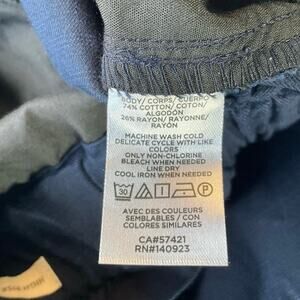 BODY/ CORPS/ CUERPO
74% COTTON/ COTON/
ALGODON
26% RAYON/ RAYONNE/
RAYÓN
MACHINE WASH COLD
DELICATE CYCLE WITH LIKE
COLORS
ONLY NON-CHLORINE
BLEACH WHEN NEEDED
LINE DRY
COOL IRON WHEN NEEDED
30
AVEC DES COULEURS
SEMBLABLES / CON
COLORES SIMILARES
CA#57421
RN#140923